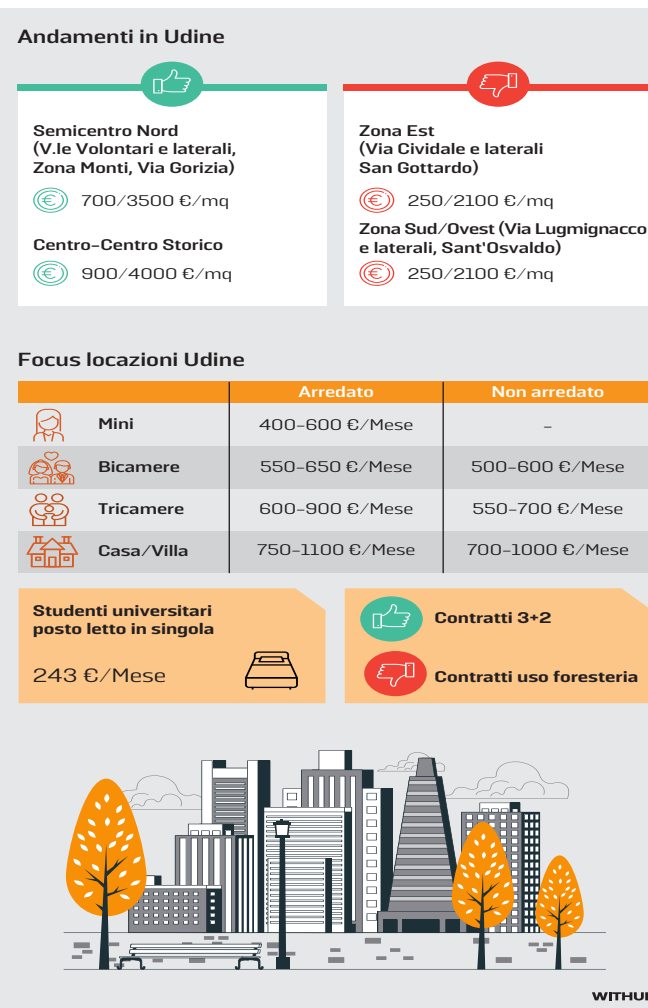 Andamenti in Udine
Semicentro Nord
(V.le Volontari e laterali,
Zona Monti, Via Gorizia)
€ 700/3500 €/mq
Centro-Centro Storico
€ 900/4000 €/mq
Zona Est
(Via Cividale e laterali
San Gottardo)
€ 250/2100 €/mq
Zona Sud/Ovest (Via Lugmignacco
e laterali, Sant'Osvaldo)
€ 250/2100 €/mq
Focus locazioni Udine
Arredato Non arredato
Mini 400-600 €/Mese -
Bicamere 550-650 €/Mese 500-600 €/Mese
Tricamere 600-900 €/Mese 550-700 €/Mese
Casa/Villa 750-1100 €/Mese 700-1000 €/Mese
Studenti universitari
posto letto in singola
243 €/Mese
Contratti 3+2
Contratti uso foresteria
WITHUB